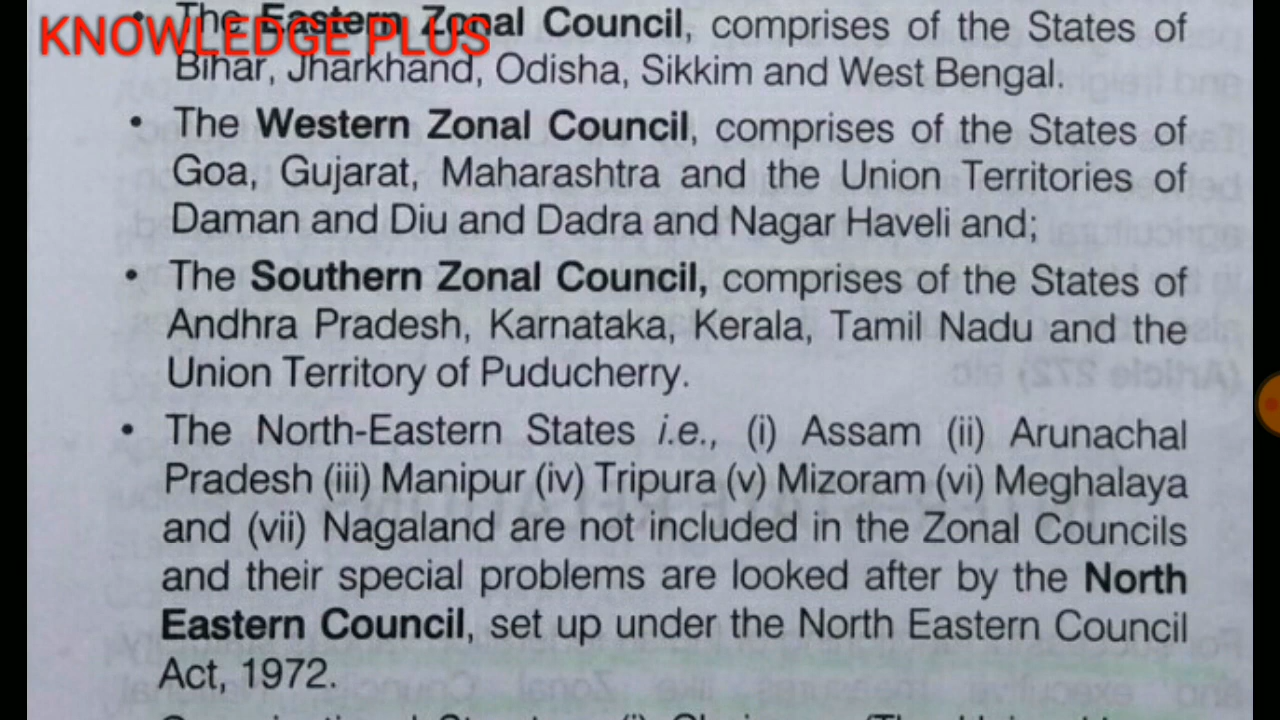 KNOWLEDGE PLUS
• The Eastern Zonal Council, comprises of the States of
Bihar, Jharkhand, Odisha, Sikkim and West Bengal.
• The Western Zonal Council, comprises of the States of
Goa, Gujarat, Maharashtra and the Union Territories of
Daman and Diu and Dadra and Nagar Haveli and;
• The Southern Zonal Council, comprises of the States of
Andhra Pradesh, Karnataka, Kerala, Tamil Nadu and the
Union Territory of Puducherry.
• The North-Eastern States i.e., (i) Assam (ii) Arunachal
Pradesh (iii) Manipur (iv) Tripura (v) Mizoram (vi) Meghalaya
and (vii) Nagaland are not included in the Zonal Councils
and their special problems are looked after by the North
Eastern Council, set up under the North Eastern Council
Act, 1972.